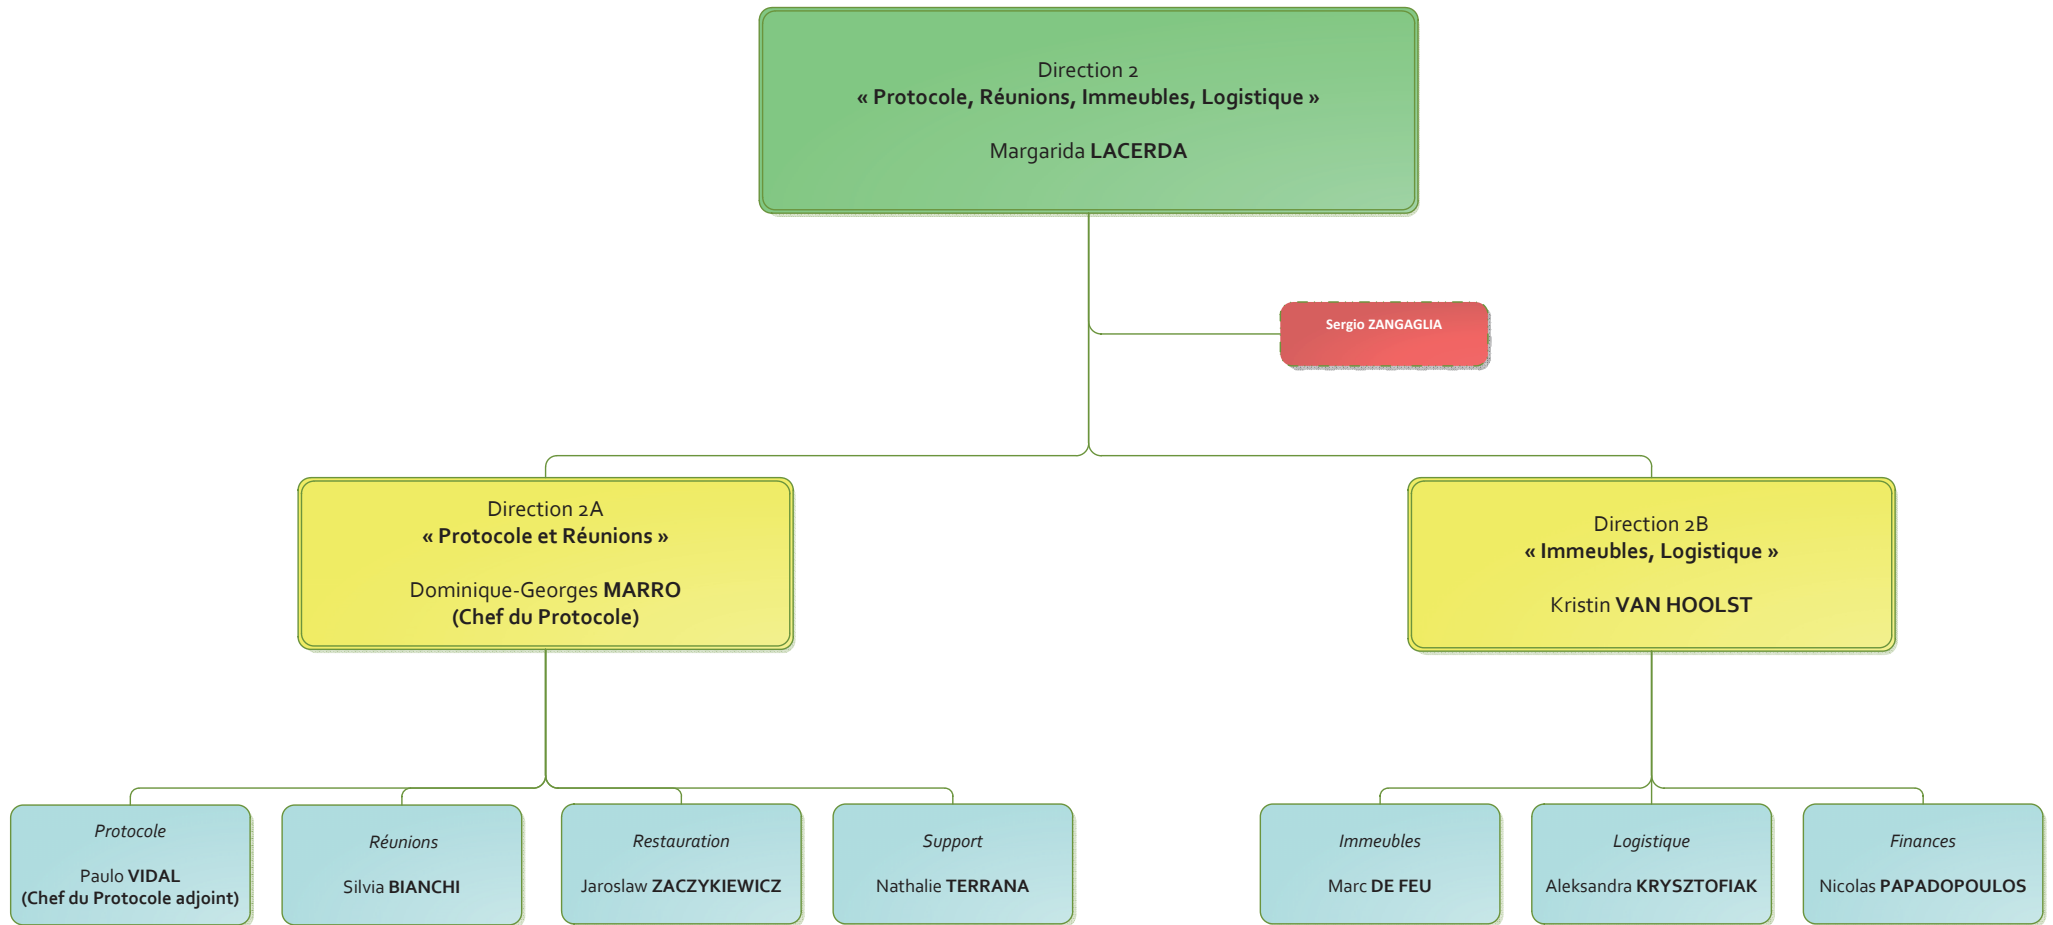 Direction 2
« Protocole, Réunions, Immeubles, Logistique »
Margarida LACERDA
Sergio ZANGAGLIA
Direction 2A
« Protocole et Réunions »
Dominique-Georges MARRO
(Chef du Protocole)
Direction 2B
« Immeubles, Logistique »
Kristin VAN HOOLST
Protocole
Paulo VIDAL
(Chef du Protocole adjoint)
Réunions
Silvia BIANCHI
Restauration
Jaroslaw ZACZYKIEWICZ
Support
Nathalie TERRANA
Immeubles
Marc DE FEU
Logistique
Aleksandra KRYSZTOFIAK
Finances
Nicolas PAPADOPOULOS